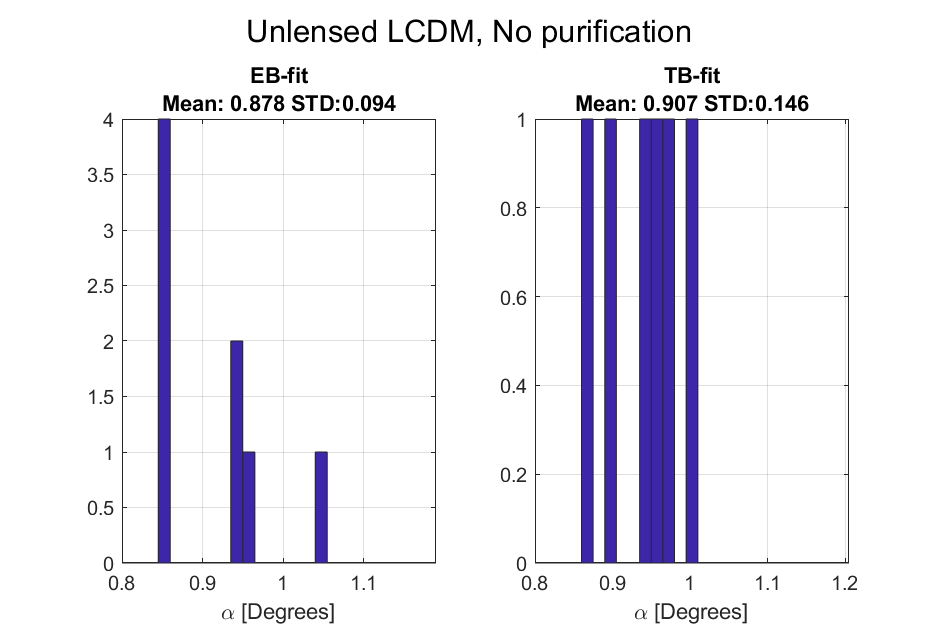 Unlensed LCDM, No purification
EB-fit
Mean: 0.878 STD:0.094
4
3.5
3
2.5
2
1.5
1
0.5
0
0.8 0.9 1 1.1
α [Degrees]
TB-fit
Mean: 0.907 STD:0.146
1
0.8
0.6
0.4
0.2
0
0.8 0.9 1 1.1 1.2
α [Degrees]